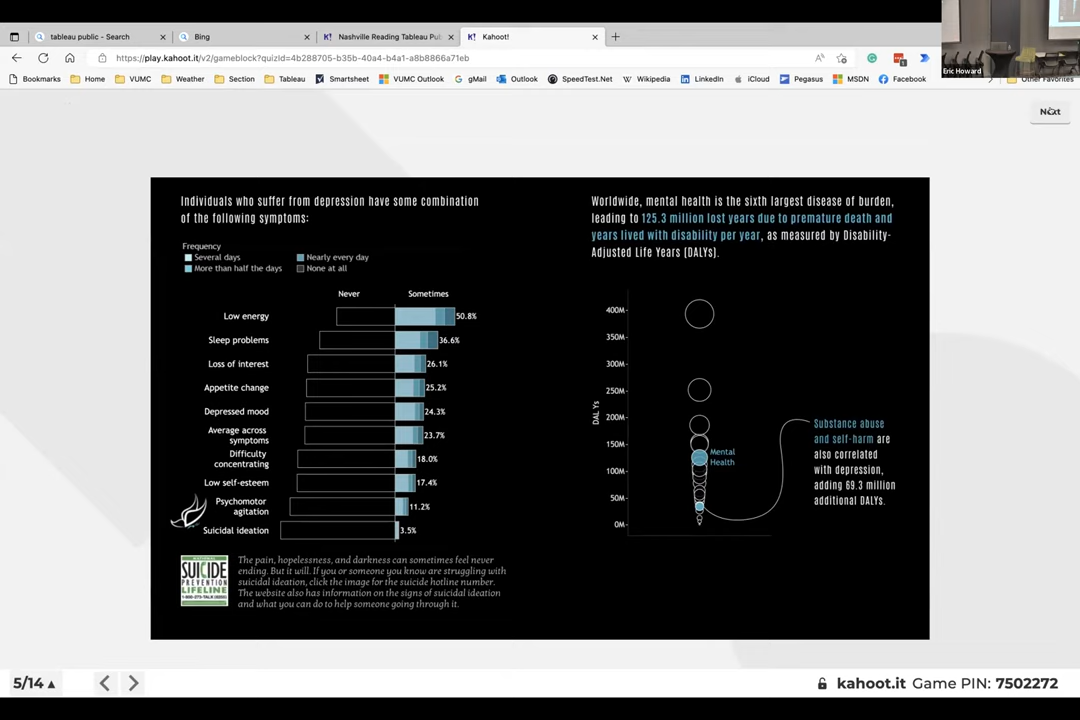 tableau public - Search
Bing
Nashville Reading Tableau Pub
Kahoot!
https://play.kahoot.it/v2/gameblock?quizId=4b288705-b35b-40a4-b4a1-a8b8866a71eb
Bookmarks
Home
VUMC
Weather
Section
Tableau
Smartsheet
VUMC Outlook
gMail
Outlook
SpeedTest.Net
Wikipedia
LinkedIn
iCloud
Pegasus
MSDN
Facebook
Other Favorites
Eric Howard
Next
Individuals who suffer from depression have some combination
of the following symptoms:
Frequency
Several days
Nearly every day
More than half the days
None at all
Never
Sometimes
Low energy
50.8%
Sleep problems
36.6%
Loss of interest
26.1%
Appetite change
25.2%
Depressed mood
24.3%
Average across
symptoms
23.7%
Difficulty
concentrating
18.0%
Low self-esteem
17.4%
Psychomotor
agitation
11.2%
Suicidal ideation
3.5%
NATIONAL
SUICIDE
PREVENTION
LIFELINE
1-800-273-TALK (8255)
The pain, hopelessness, and darkness can sometimes feel never
ending. But it will. If you or someone you know are struggling with
suicidal ideation, click the image for the suicide hotline number.
The website also has information on the signs of suicidal ideation
and what you can do to help someone going through it.
Worldwide, mental health is the sixth largest disease of burden,
leading to 125.3 million lost years due to premature death and
years lived with disability per year, as measured by Disability-
Adjusted Life Years (DALYs).
400M
350M
300M
250M
200M
150M
100M
50M
0M
DALYs
Mental
Health
Substance abuse
and self-harm are
also correlated
with depression,
adding 69.3 million
additional DALYs.
5/14
kahoot.it Game PIN: 7502272